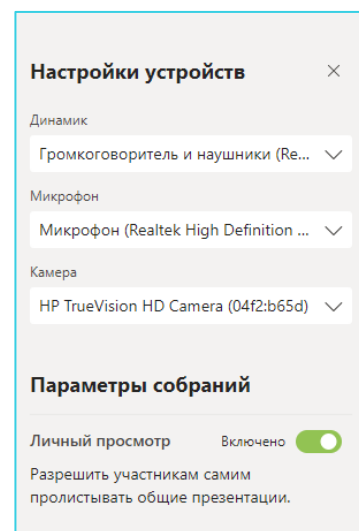 Настройки устройств
Динамик
Громкоговоритель и наушники (Re...
Микрофон
Микрофон (Realtek High Definition ...
Камера
HP TrueVision HD Camera (04f2:b65d)
Параметры собраний
Личный просмотр Включено
Разрешить участникам самим
пролистывать общие презентации.